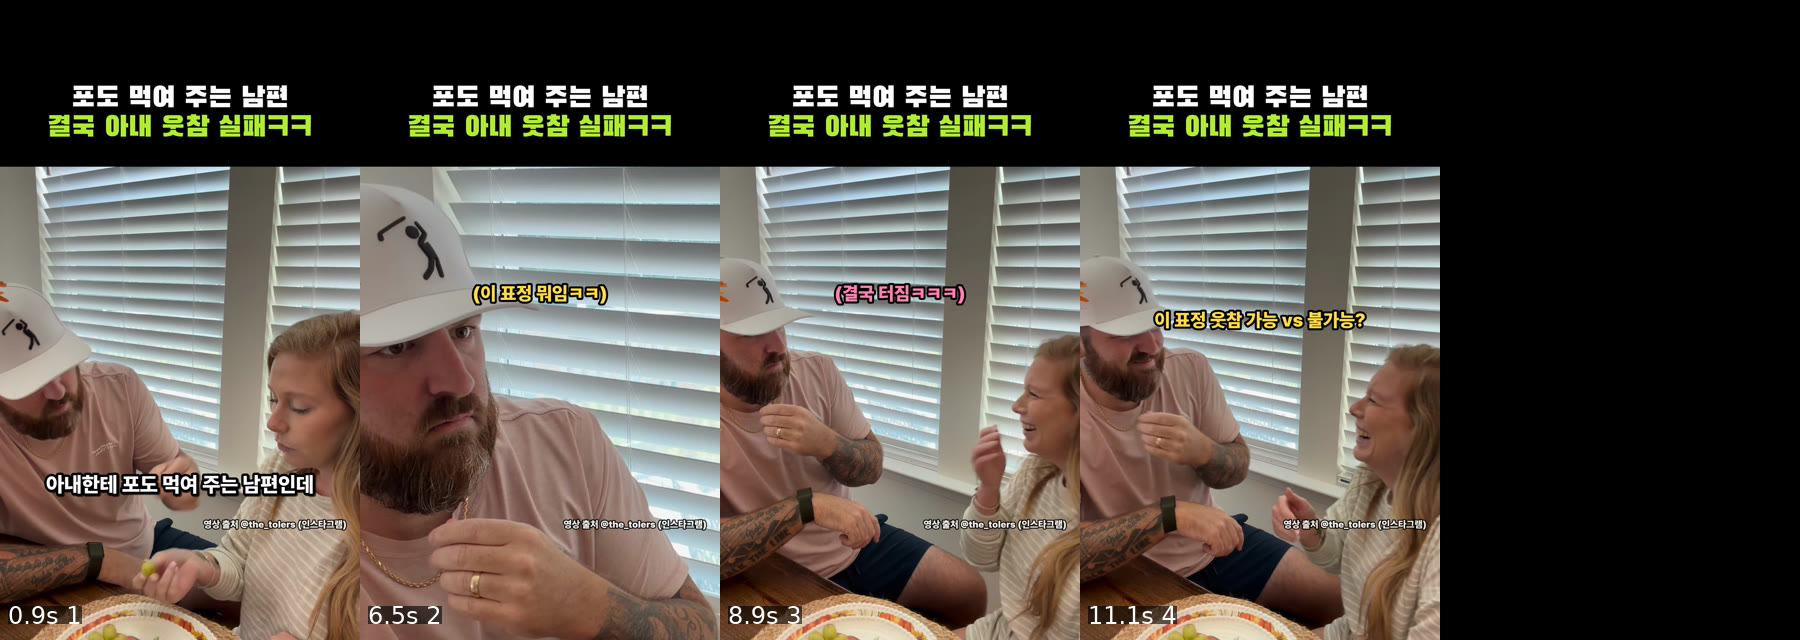 포도 먹여 주는 남편
결국 아내 웃참 실패ㅋㅋ
아내한테 포도 먹여 주는 남편인데
영상 출처 @the_tolers (인스타그램)
0.9s 1
포도 먹여 주는 남편
결국 아내 웃참 실패ㅋㅋ
(이 표정 뭐임ㅋㅋ)
영상 출처 @the_tolers (인스타그램)
6.5s 2
포도 먹여 주는 남편
결국 아내 웃참 실패ㅋㅋ
(결국 터짐ㅋㅋㅋ)
영상 출처 @the_tolers (인스타그램)
8.9s 3
포도 먹여 주는 남편
결국 아내 웃참 실패ㅋㅋ
이 표정 웃참 가능 vs 불가능?
영상 출처 @the_tolers (인스타그램)
11.1s 4